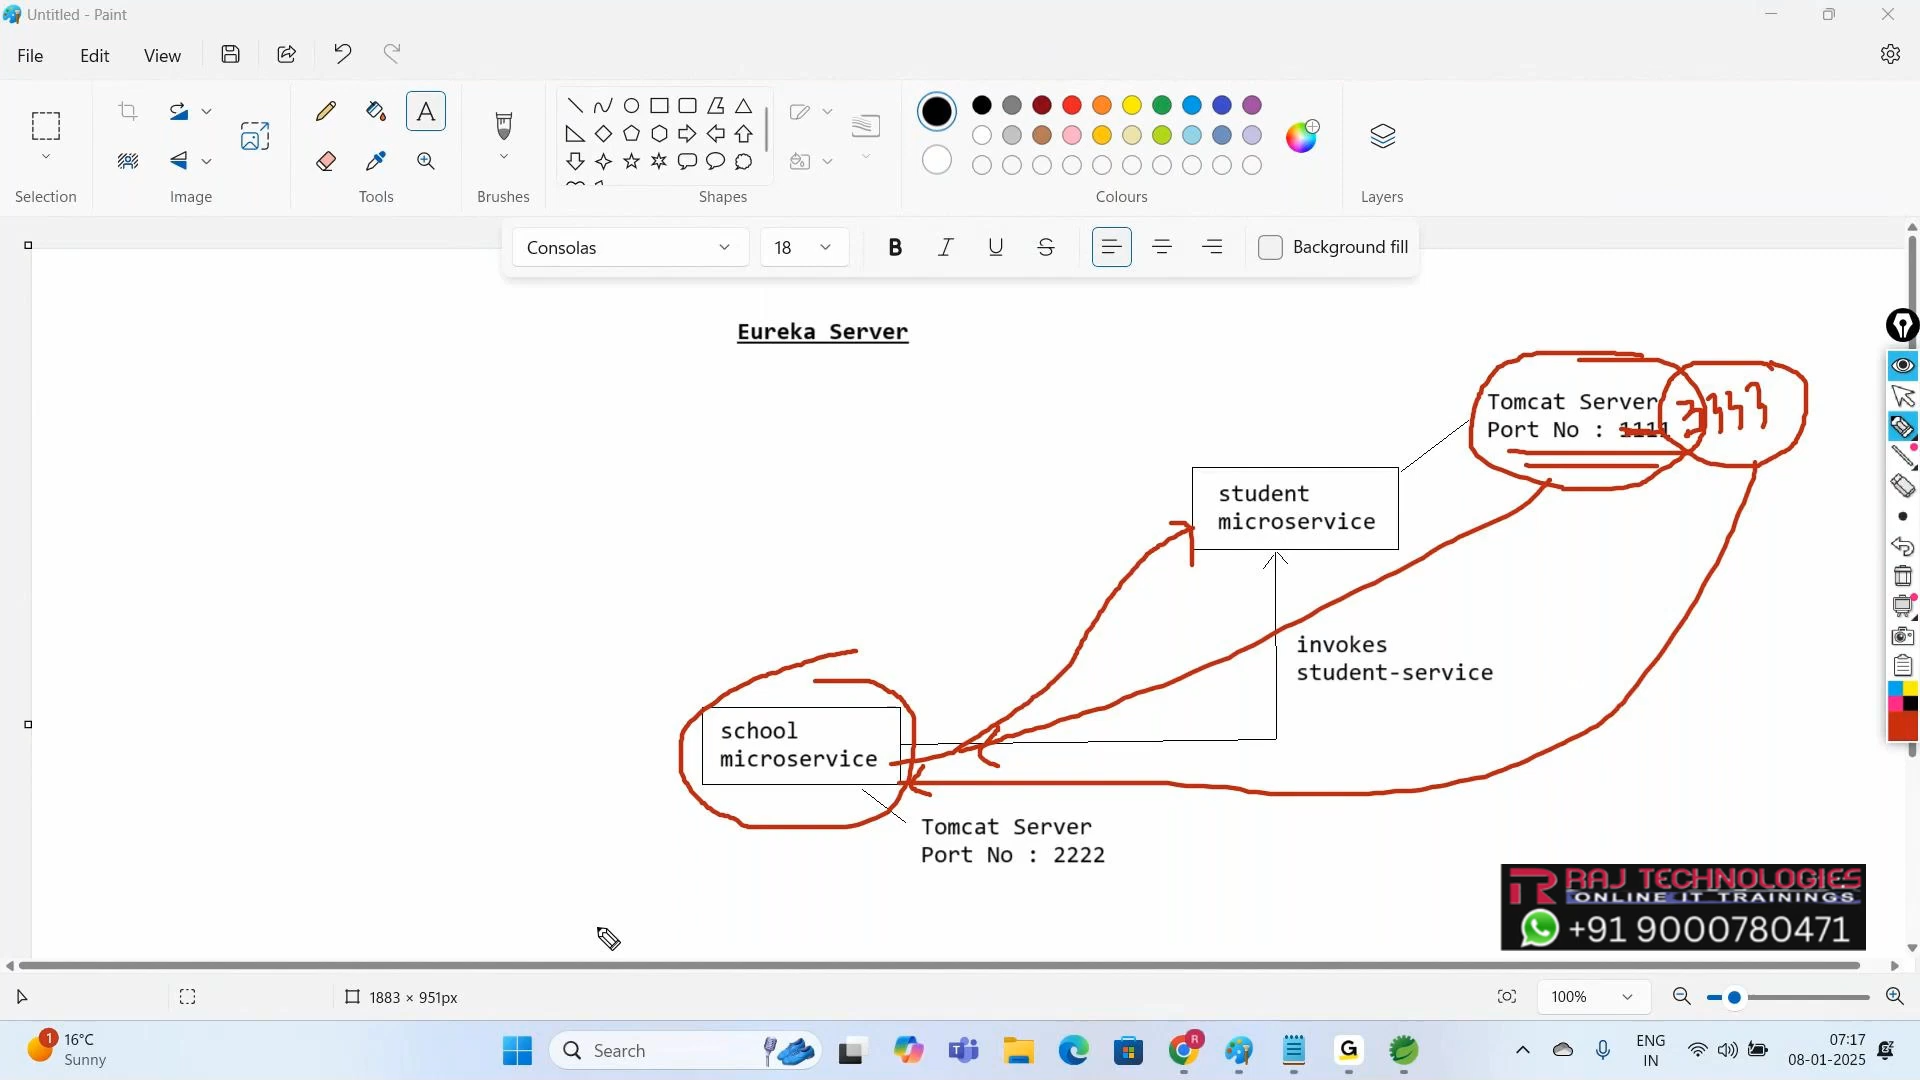 Untitled - Paint
File Edit View
Selection Image Tools Brushes Shapes Colours Layers
Consolas 18 B I U S Background fill
Eureka Server
Tomcat Server
Port No : 1111
3333
student
microservice
invokes
student-service
school
microservice
Tomcat Server
Port No : 2222
RAJ TECHNOLOGIES
ONLINE IT TRAININGS
+91 9000780471
1883 × 951px 100%
1 16°C
Sunny
Search
ENG
IN
07:17
08-01-2025